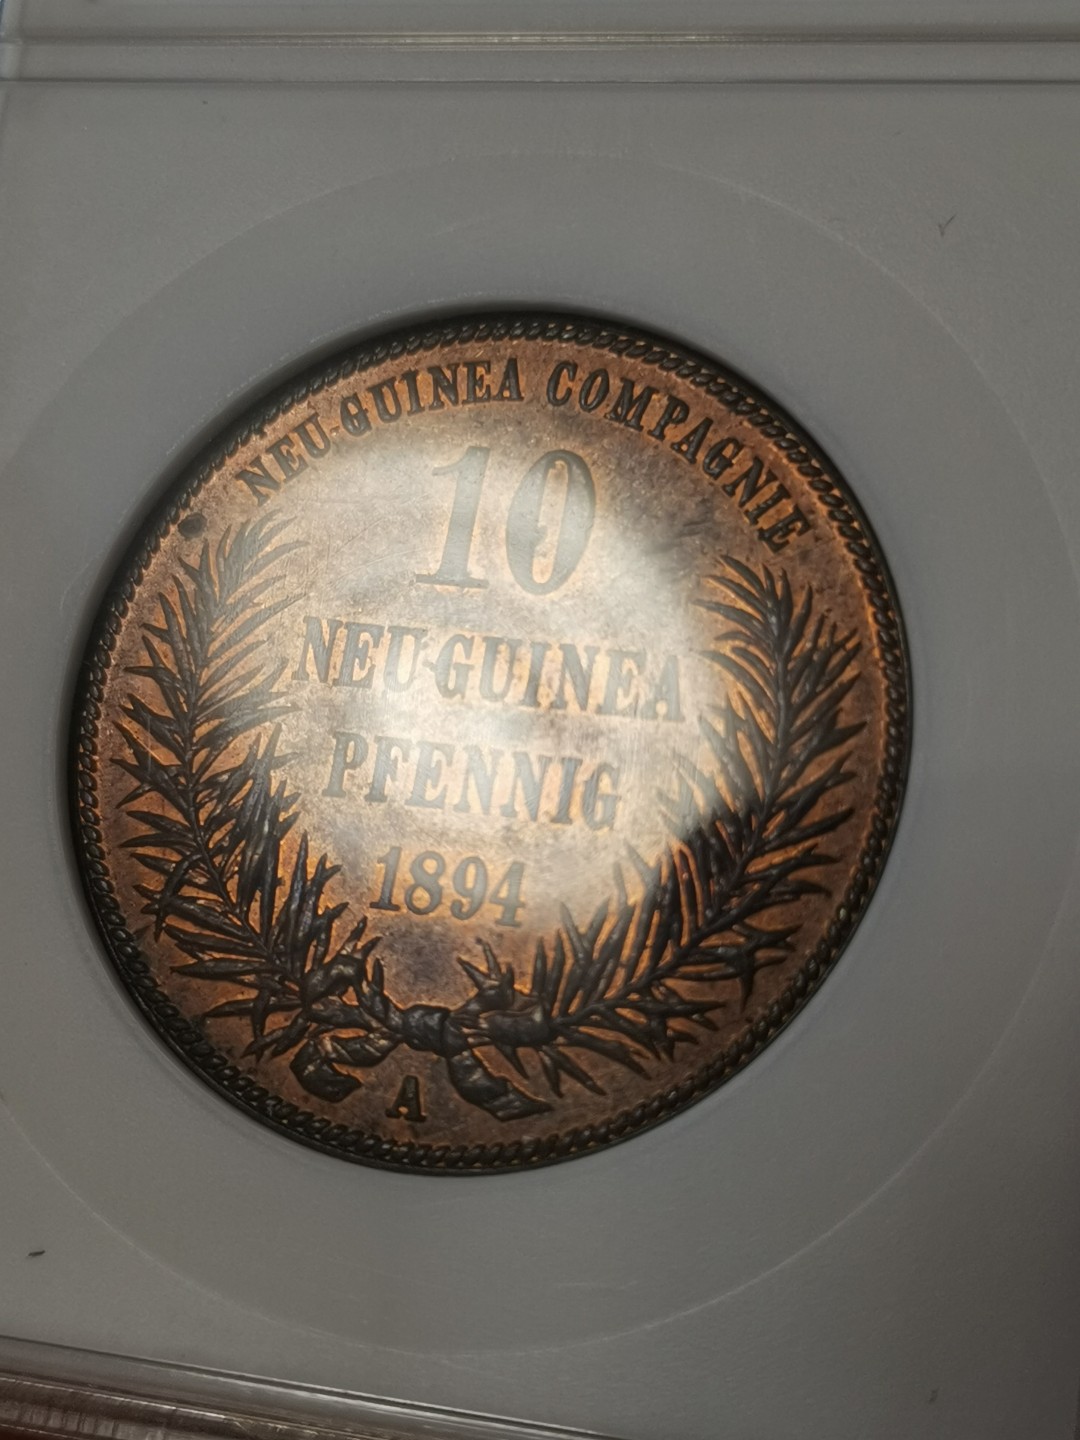 NEU-GUINEA COMPAGNIE
10
NEU-GUINEA
PFENNIG
1894
A